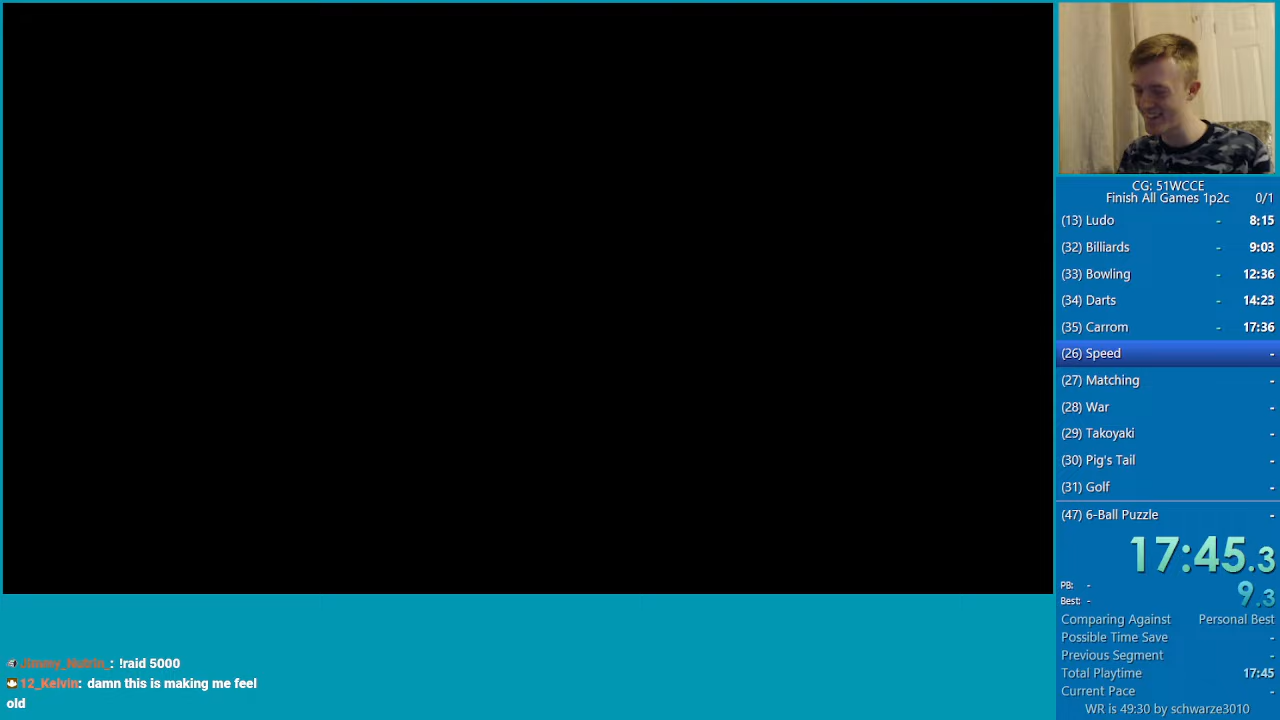 CG: 51WCCE
Finish All Games 1p2c 0/1
(13) Ludo - 8:15
(32) Billiards - 9:03
(33) Bowling - 12:36
(34) Darts - 14:23
(35) Carrom - 17:36
(26) Speed -
(27) Matching -
(28) War -
(29) Takoyaki -
(30) Pig's Tail -
(31) Golf -
(47) 6-Ball Puzzle -
17:45.3
PB: -
Best: - 9.3
Comparing Against Personal Best
Possible Time Save -
Previous Segment -
Total Playtime 17:45
Current Pace -
WR is 49:30 by schwarze3010
Jimmy_Nutrin_: !raid 5000
12_Kelvin: damn this is making me feel
old